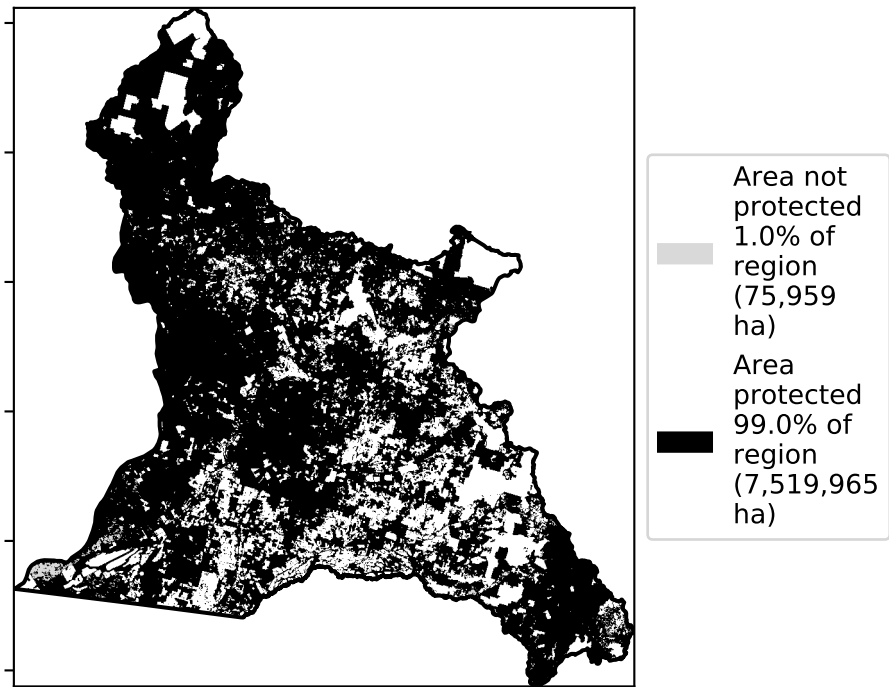 Area not
protected
1.0% of
region
(75,959
ha)
Area
protected
99.0% of
region
(7,519,965
ha)